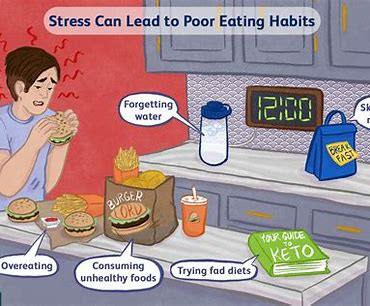 Stress Can Lead to Poor Eating Habits
Forgetting
water
12:00
BREAK
FAST
BURGER
LORD
YOUR GUIDE
TO
KETO
Overeating
Consuming
unhealthy foods
Trying fad diets